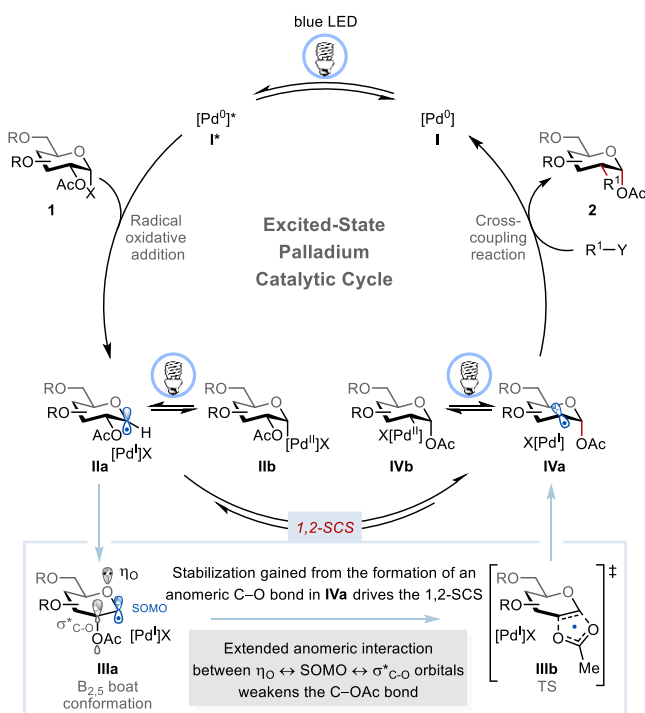 blue LED
[Pd⁰]*
I*
[Pd⁰]
I
RO
O
RO
AcO
X
1
RO
O
RO
R¹
OAc
2
Radical
oxidative
addition
Excited-State
Palladium
Catalytic Cycle
Cross-
coupling
reaction
R¹–Y
RO
O
RO
AcO
H
[Pdᴵ]X
IIa
RO
O
RO
AcO
[Pdᴵᴵ]X
IIb
RO
O
RO
X[Pdᴵᴵ]
OAc
IVb
RO
O
RO
X[Pdᴵ]
OAc
IVa
1,2-SCS
RO
O
ηO
RO
SOMO
σ*C-O
OAc
[Pdᴵ]X
IIIa
B2,5 boat
conformation
Stabilization gained from the formation of an
anomeric C–O bond in IVa drives the 1,2-SCS
Extended anomeric interaction
between ηO ↔ SOMO ↔ σ*C-O orbitals
weakens the C–OAc bond
RO
O
‡
RO
[Pdᴵ]X
O
O
Me
IIIb
TS